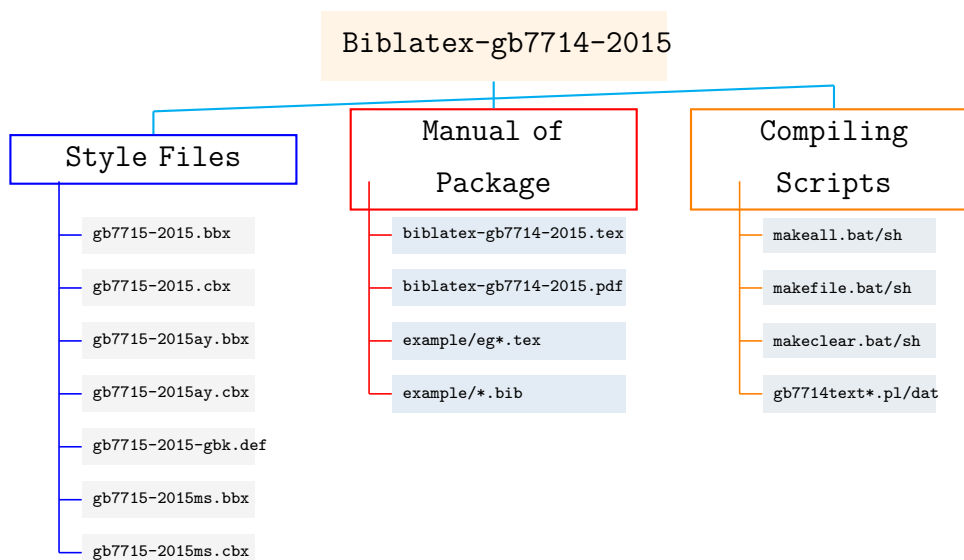 Biblatex-gb7714-2015
Style Files
gb7715-2015.bbx
gb7715-2015.cbx
gb7715-2015ay.bbx
gb7715-2015ay.cbx
gb7715-2015-gbk.def
gb7715-2015ms.bbx
gb7715-2015ms.cbx
Manual of
Package
biblatex-gb7714-2015.tex
biblatex-gb7714-2015.pdf
example/eg*.tex
example/*.bib
Compiling
Scripts
makeall.bat/sh
makefile.bat/sh
makeclear.bat/sh
gb7714text*.pl/dat